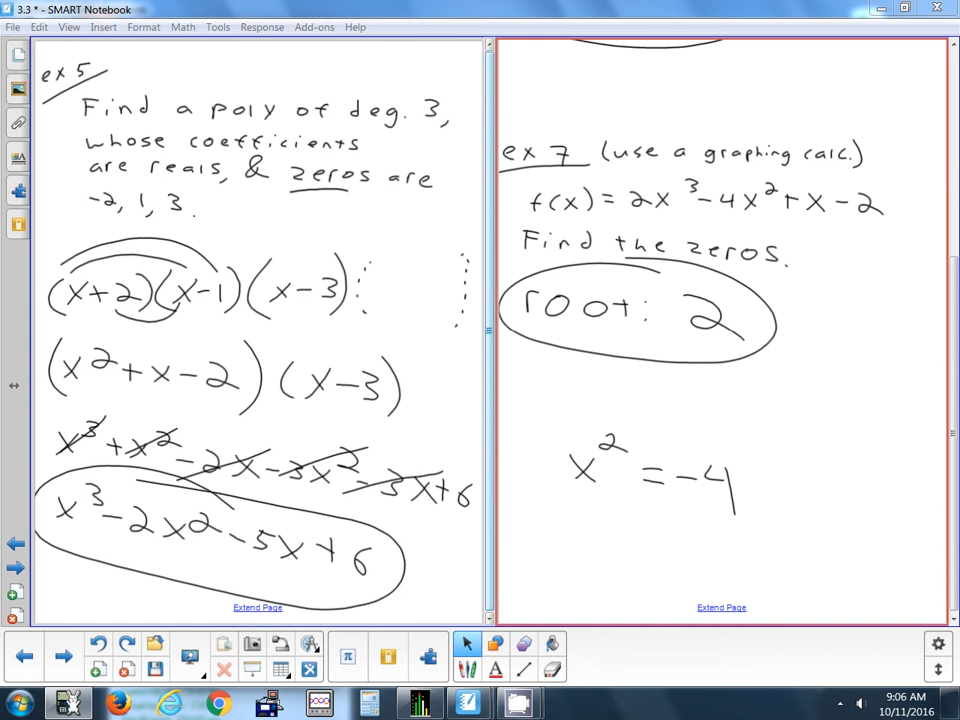 3.3 * - SMART Notebook
File Edit View Insert Format Math Tools Response Add-ons Help
ex 5
Find a poly of deg. 3,
whose coefficients
are reals, & zeros are
-2, 1, 3.
(x+2)(x-1)(x-3)
(x²+x-2)(x-3)
x³+x²-2x-3x²-3x+6
x³-2x²-5x+6
Extend Page
ex 7 (use a graphing calc.)
f(x)=2x³-4x²+x-2
Find the zeros.
root: 2
x²=-4
Extend Page
9:06 AM
10/11/2016